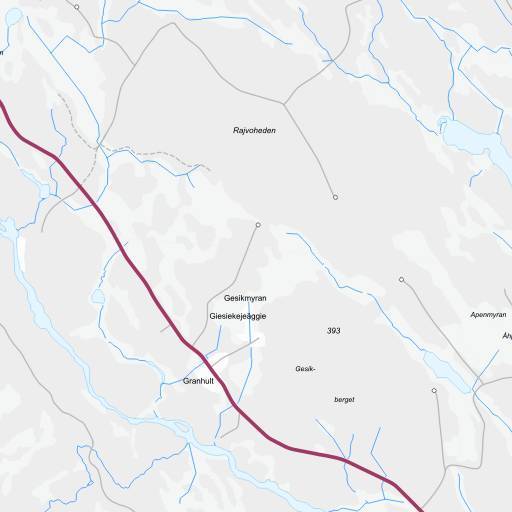 Rajvoheden
Gesikmyran
Giesiekejeäggie
393
Apenmyran
Gesik-
berget
Granhult